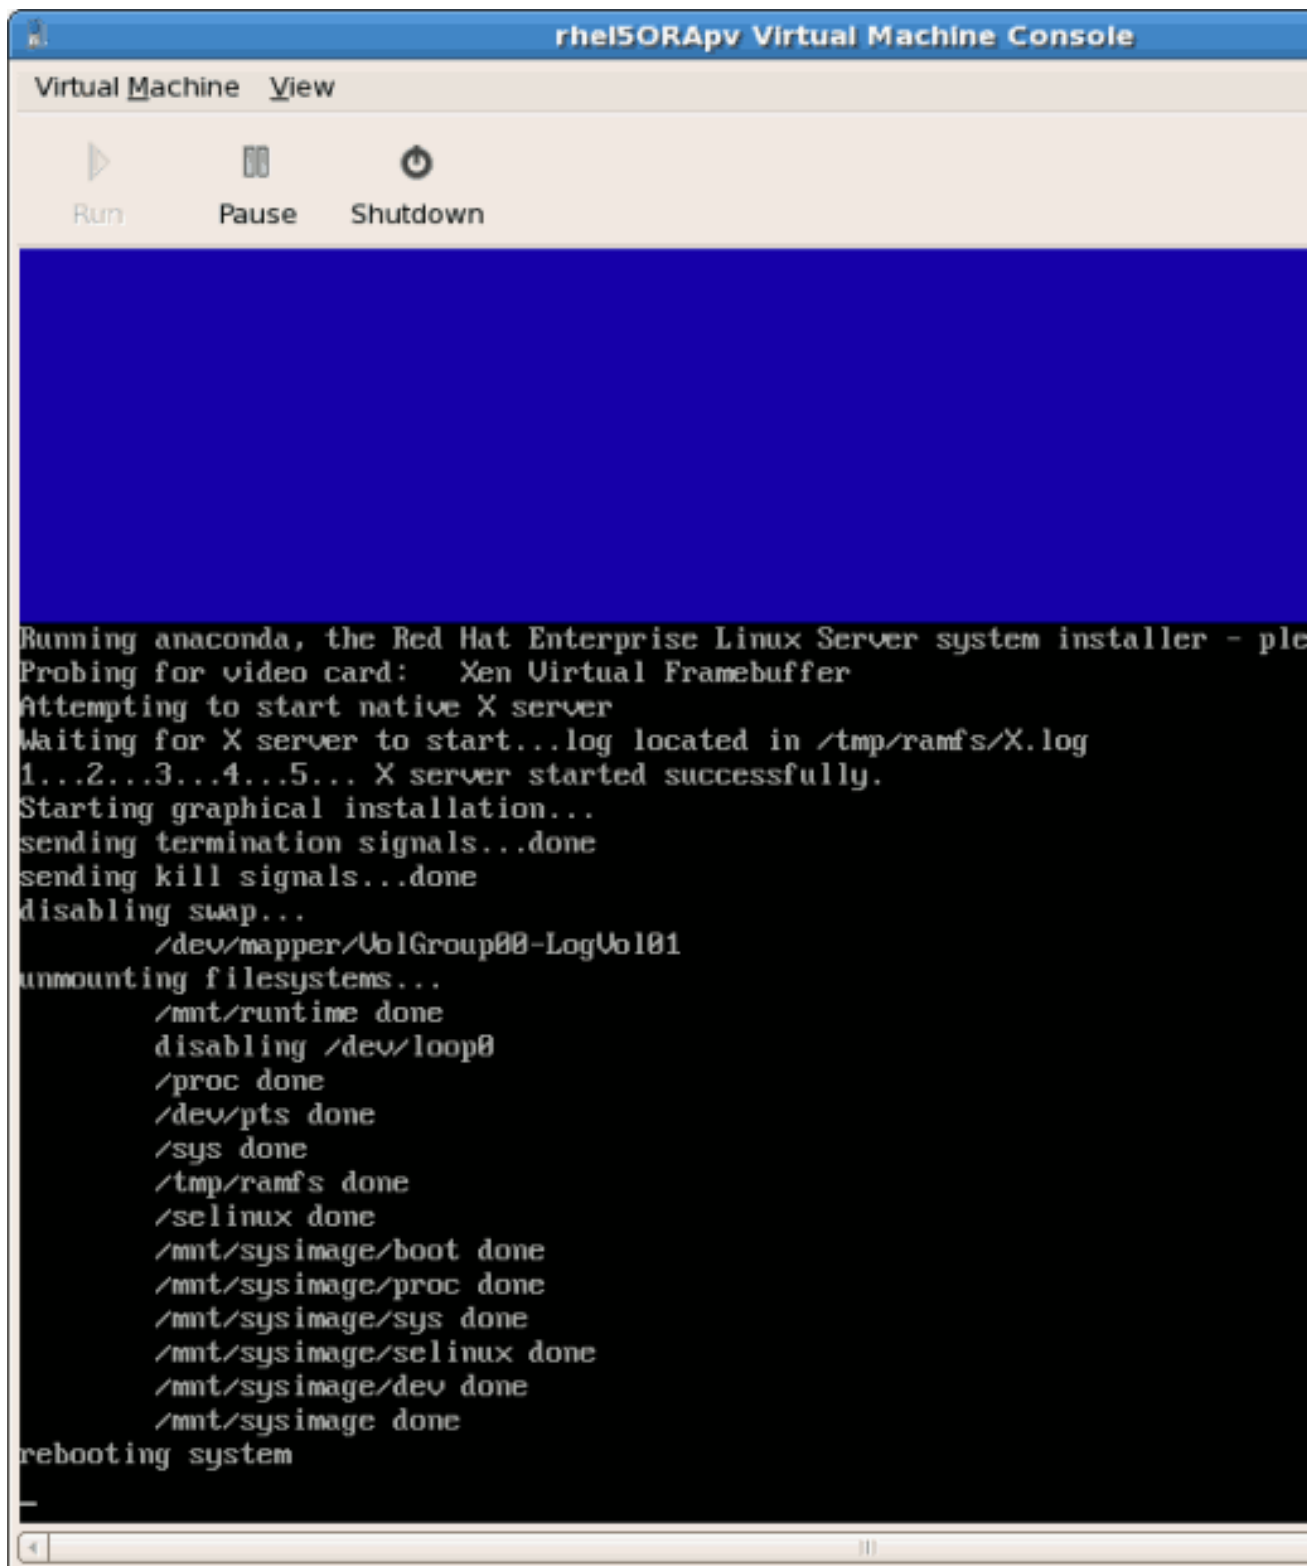 rhel5ORApv Virtual Machine Console
Virtual Machine View
Run Pause Shutdown
Running anaconda, the Red Hat Enterprise Linux Server system installer - ple
Probing for video card:   Xen Virtual Framebuffer
Attempting to start native X server
Waiting for X server to start...log located in /tmp/ramfs/X.log
1...2...3...4...5... X server started successfully.
Starting graphical installation...
sending termination signals...done
sending kill signals...done
disabling swap...
/dev/mapper/VolGroup00-LogVol01
unmounting filesystems...
/mnt/runtime done
disabling /dev/loop0
/proc done
/dev/pts done
/sys done
/tmp/ramfs done
/selinux done
/mnt/sysimage/boot done
/mnt/sysimage/proc done
/mnt/sysimage/sys done
/mnt/sysimage/selinux done
/mnt/sysimage/dev done
/mnt/sysimage done
rebooting system